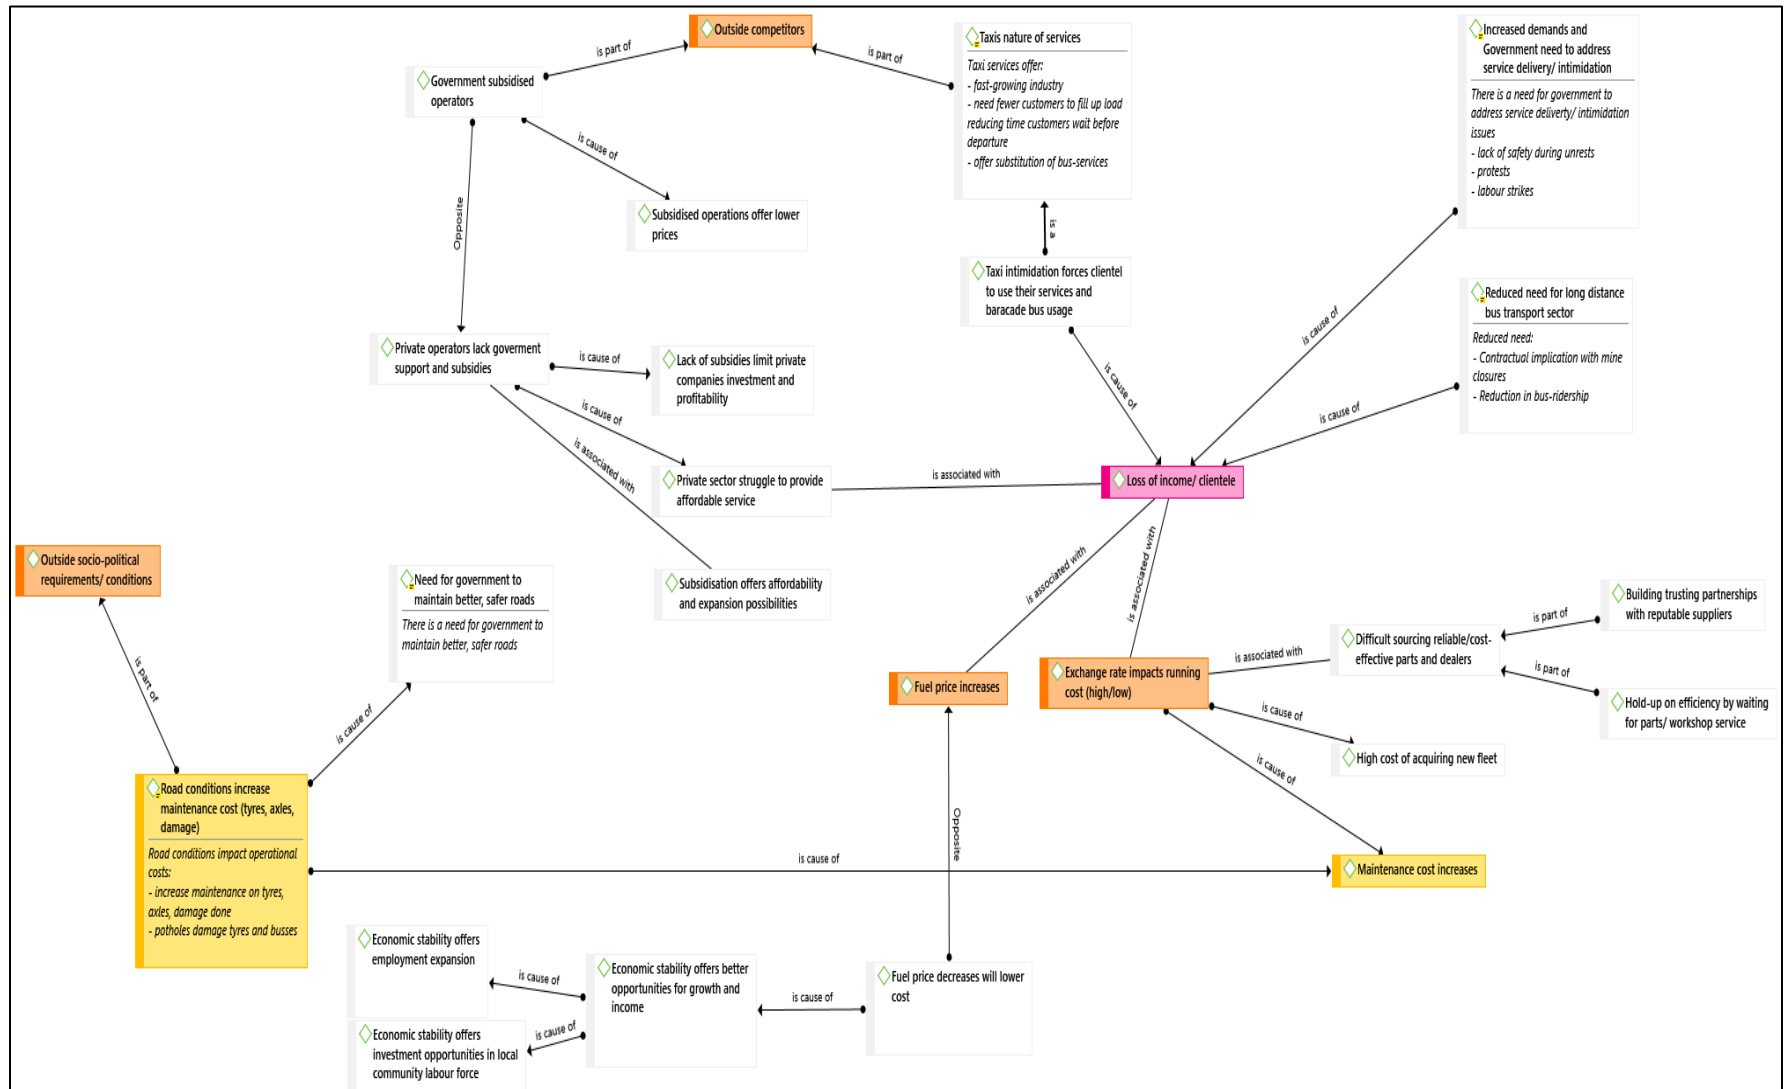 Outside competitors
is part of
is part of
Government subsidised
operators
Taxis nature of services
Taxi services offer:
- fast-growing industry
- need fewer customers to fill up load
reducing time customers wait before
departure
- offer substitution of bus-services
Increased demands and
Government need to address
service delivery/ intimidation
There is a need for government to
address service deliverty/ intimidation
issues
- lack of safety during unrests
- protests
- labour strikes
is cause of
Opposite
Subsidised operations offer lower
prices
is a
Taxi intimidation forces clientel
to use their services and
baracade bus usage
is cause of
Reduced need for long distance
bus transport sector
Reduced need:
- Contractual implication with mine
closures
- Reduction in bus-ridership
Private operators lack goverment
support and subsidies
is cause of
Lack of subsidies limit private
companies investment and
profitability
is cause of
is cause of
is cause of
is associated with
Private sector struggle to provide
affordable service
is associated with
Loss of income/ clientele
Outside socio-political
requirements/ conditions
Need for government to
maintain better, safer roads
There is a need for government to
maintain better, safer roads
Subsidisation offers affordability
and expansion possibilities
is associated with
is associated with
Building trusting partnerships
with reputable suppliers
is part of
Difficult sourcing reliable/cost-
effective parts and dealers
is associated with
is part of
Hold-up on efficiency by waiting
for parts/ workshop service
is part of
is cause of
Fuel price increases
Exchange rate impacts running
cost (high/low)
is cause of
High cost of acquiring new fleet
is cause of
Road conditions increase
maintenance cost (tyres, axles,
damage)
Road conditions impact operational
costs:
- increase maintenance on tyres,
axles, damage done
- potholes damage tyres and busses
is cause of
Opposite
Maintenance cost increases
Economic stability offers
employment expansion
is cause of
Economic stability offers better
opportunities for growth and
income
is cause of
Fuel price decreases will lower
cost
is cause of
Economic stability offers
investment opportunities in local
community labour force